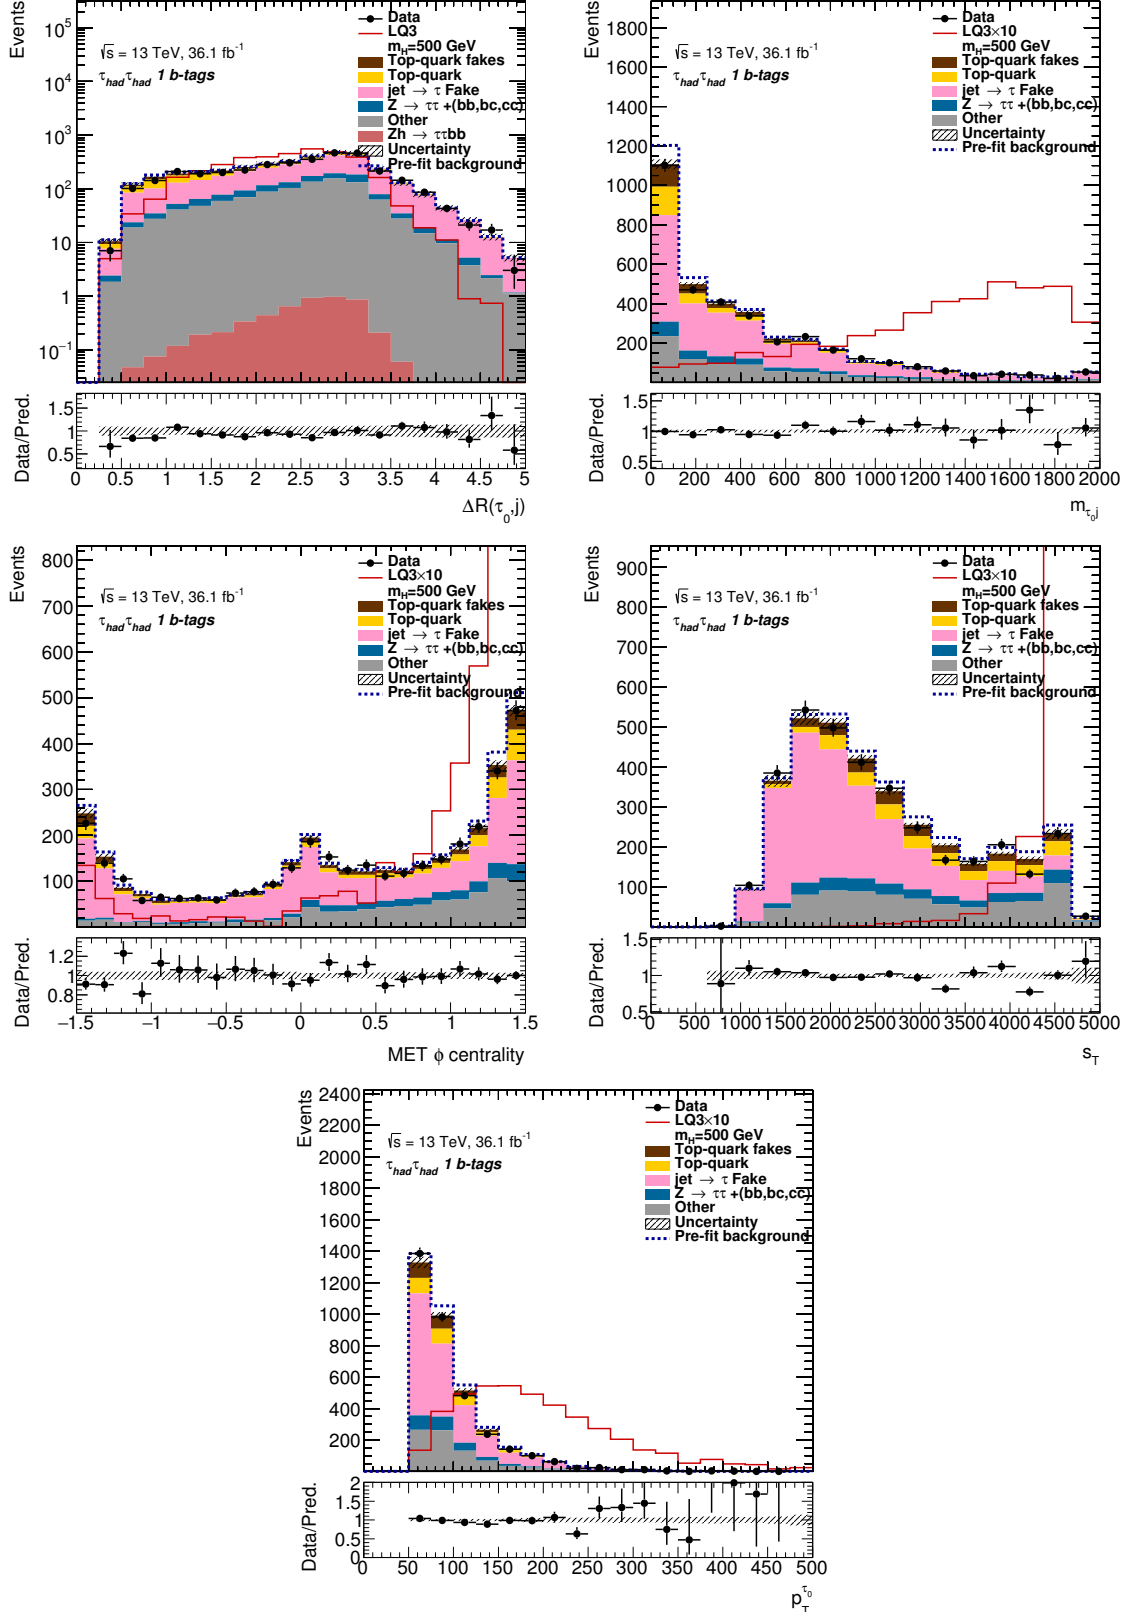 Events
10^5
10^4
10^3
10^2
10
1
10^-1
√s = 13 TeV, 36.1 fb^-1
τ_had τ_had 1 b-tags
Data
LQ3
m_H=500 GeV
Top-quark fakes
Top-quark
jet → τ Fake
Z → ττ +(bb,bc,cc)
Other
Zh → ττbb
Uncertainty
Pre-fit background
Data/Pred.
1.5
1
0.5
0 0.5 1 1.5 2 2.5 3 3.5 4 4.5 5
ΔR(τ_0,j)
Events
1800
1600
1400
1200
1000
800
600
400
200
√s = 13 TeV, 36.1 fb^-1
τ_had τ_had 1 b-tags
Data
LQ3×10
m_H=500 GeV
Top-quark fakes
Top-quark
jet → τ Fake
Z → ττ +(bb,bc,cc)
Other
Uncertainty
Pre-fit background
Data/Pred.
1.5
1
0.5
0 200 400 600 800 1000 1200 1400 1600 1800 2000
m_τ_0j
Events
800
700
600
500
400
300
200
100
√s = 13 TeV, 36.1 fb^-1
τ_had τ_had 1 b-tags
Data
LQ3×10
m_H=500 GeV
Top-quark fakes
Top-quark
jet → τ Fake
Z → ττ +(bb,bc,cc)
Other
Uncertainty
Pre-fit background
Data/Pred.
1.2
1
0.8
−1.5 −1 −0.5 0 0.5 1 1.5
MET ϕ centrality
Events
900
800
700
600
500
400
300
200
100
√s = 13 TeV, 36.1 fb^-1
τ_had τ_had 1 b-tags
Data
LQ3×10
m_H=500 GeV
Top-quark fakes
Top-quark
jet → τ Fake
Z → ττ +(bb,bc,cc)
Other
Uncertainty
Pre-fit background
Data/Pred.
1.5
1
0.5
0 500 1000 1500 2000 2500 3000 3500 4000 4500 5000
s_T
Events
2400
2200
2000
1800
1600
1400
1200
1000
800
600
400
200
√s = 13 TeV, 36.1 fb^-1
τ_had τ_had 1 b-tags
Data
LQ3×10
m_H=500 GeV
Top-quark fakes
Top-quark
jet → τ Fake
Z → ττ +(bb,bc,cc)
Other
Uncertainty
Pre-fit background
Data/Pred.
2
1.5
1
0.5
0
0 50 100 150 200 250 300 350 400 450 500
p_T^τ_0